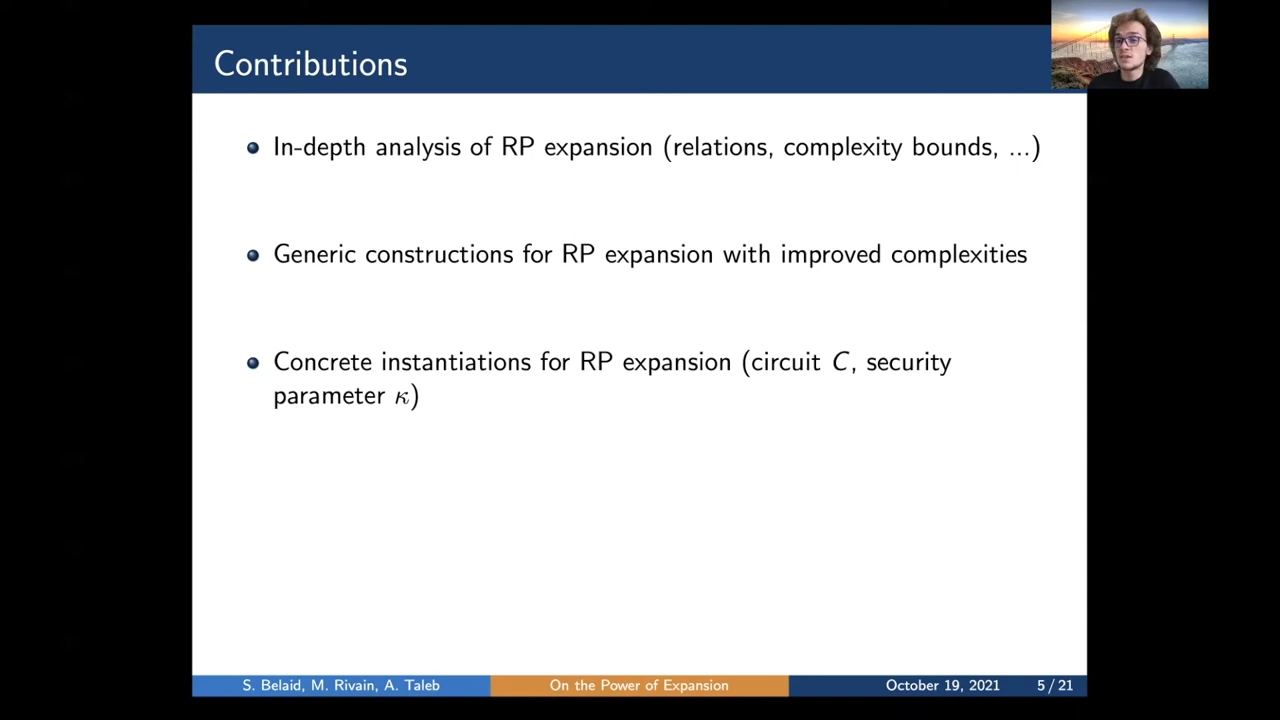 Contributions
In-depth analysis of RP expansion (relations, complexity bounds, ...)
Generic constructions for RP expansion with improved complexities
Concrete instantiations for RP expansion (circuit C, security
parameter κ)
S. Belaid, M. Rivain, A. Taleb
On the Power of Expansion
October 19, 2021
5 / 21